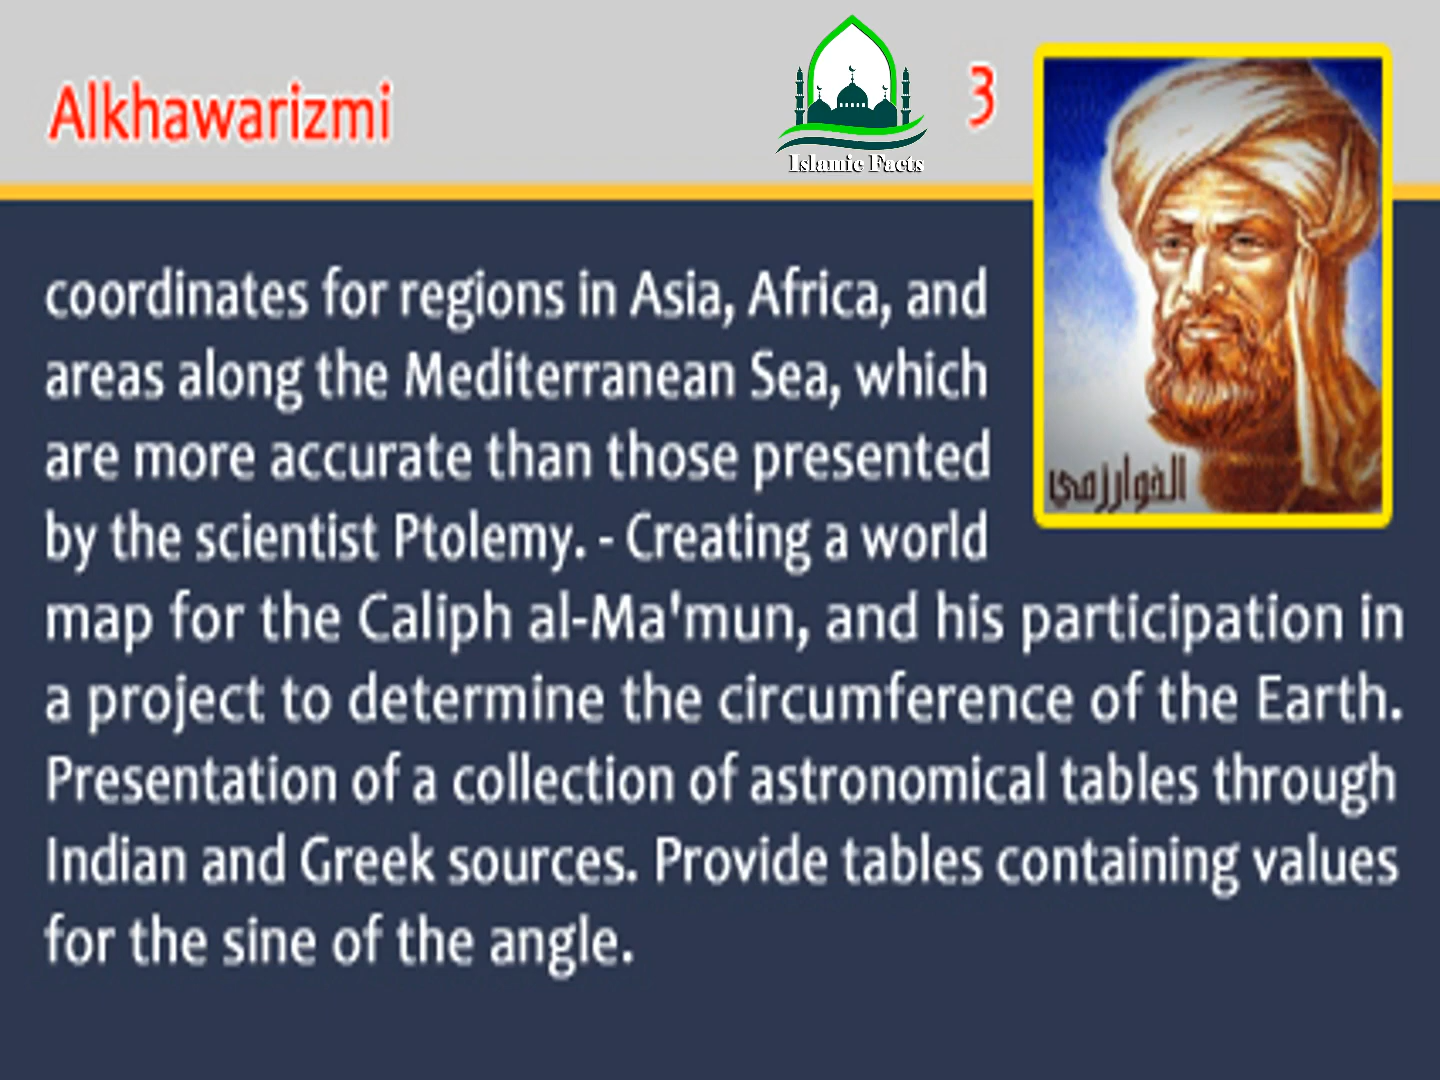 Alkhawarizmi
Islamic Facts
3
الخوارزمي
coordinates for regions in Asia, Africa, and
areas along the Mediterranean Sea, which
are more accurate than those presented
by the scientist Ptolemy. - Creating a world
map for the Caliph al-Ma'mun, and his participation in
a project to determine the circumference of the Earth.
Presentation of a collection of astronomical tables through
Indian and Greek sources. Provide tables containing values
for the sine of the angle.